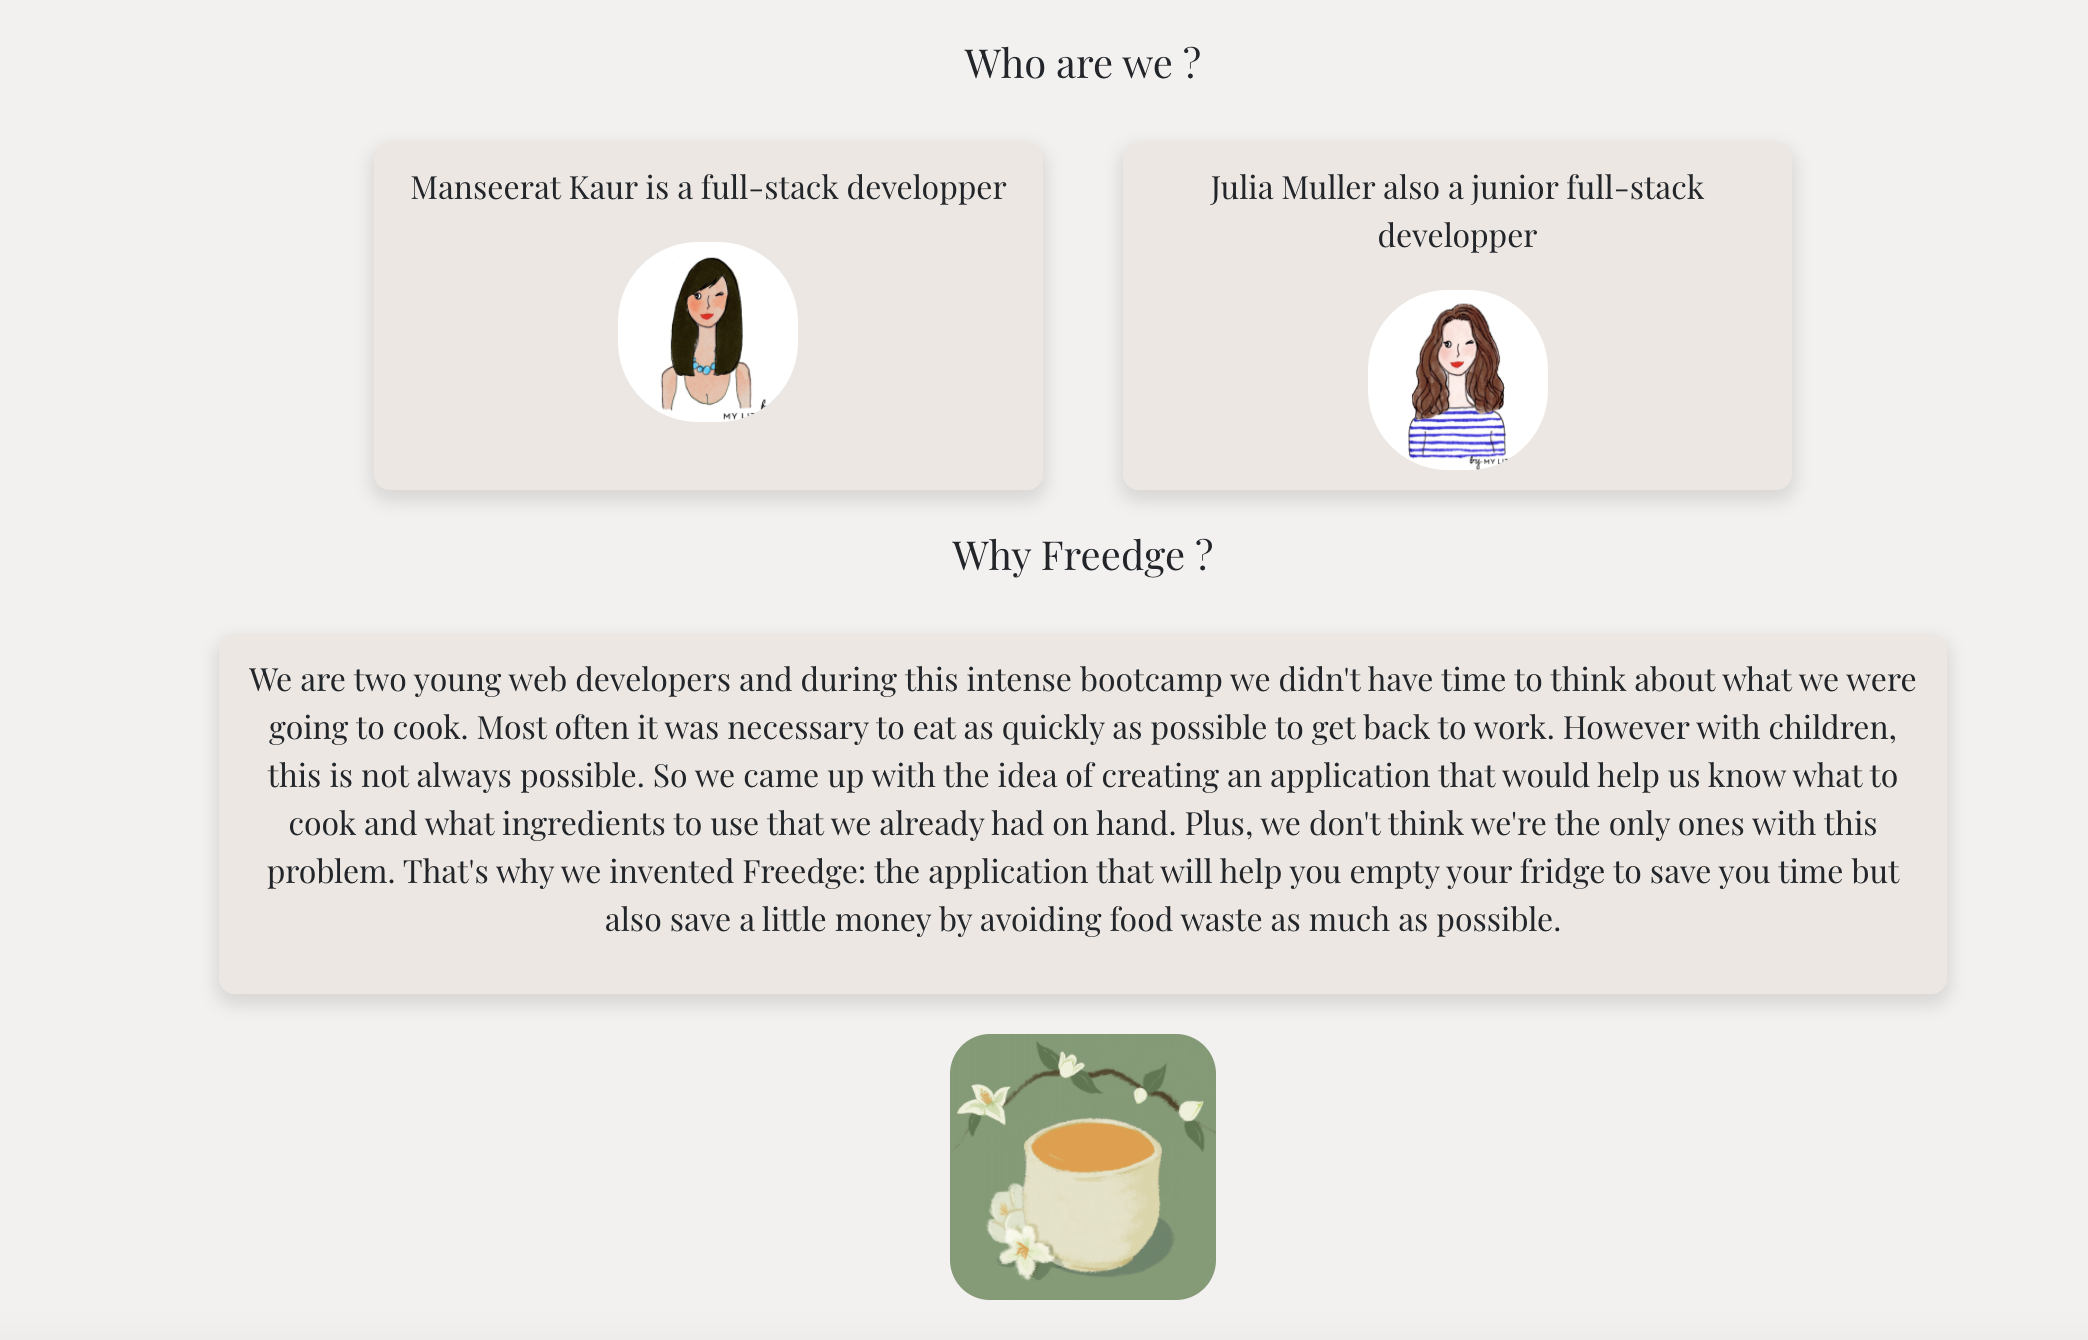 Who are we ?
Manseerat Kaur is a full-stack developper
Julia Muller also a junior full-stack
developper
MY
by MY
Why Freedge ?
We are two young web developers and during this intense bootcamp we didn't have time to think about what we were
going to cook. Most often it was necessary to eat as quickly as possible to get back to work. However with children,
this is not always possible. So we came up with the idea of creating an application that would help us know what to
cook and what ingredients to use that we already had on hand. Plus, we don't think we're the only ones with this
problem. That's why we invented Freedge: the application that will help you empty your fridge to save you time but
also save a little money by avoiding food waste as much as possible.